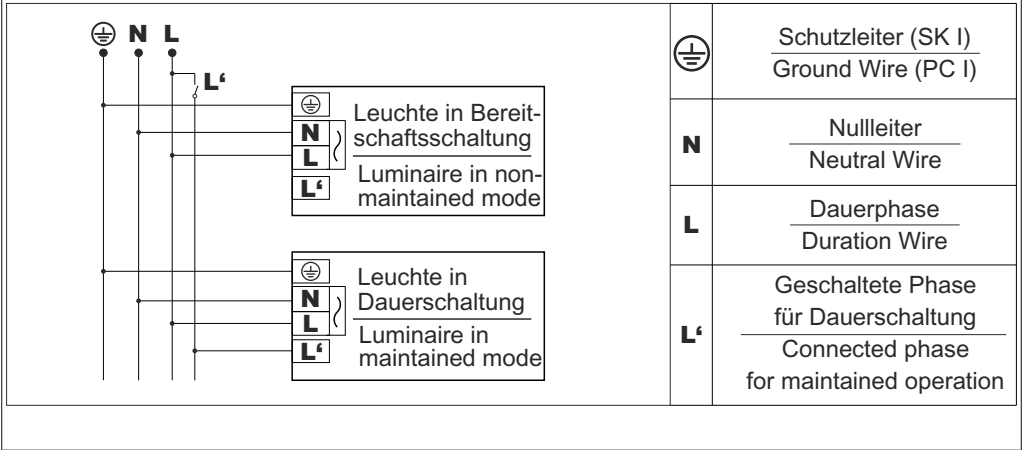 N L
L‘
Leuchte in Bereit-
schaftsschaltung
Luminaire in non-
maintained mode
N
L
L‘
Leuchte in
Dauerschaltung
Luminaire in
maintained mode
N
L
L‘
Schutzleiter (SK I)
Ground Wire (PC I)
N
Nullleiter
Neutral Wire
L
Dauerphase
Duration Wire
L‘
Geschaltete Phase
für Dauerschaltung
Connected phase
for maintained operation